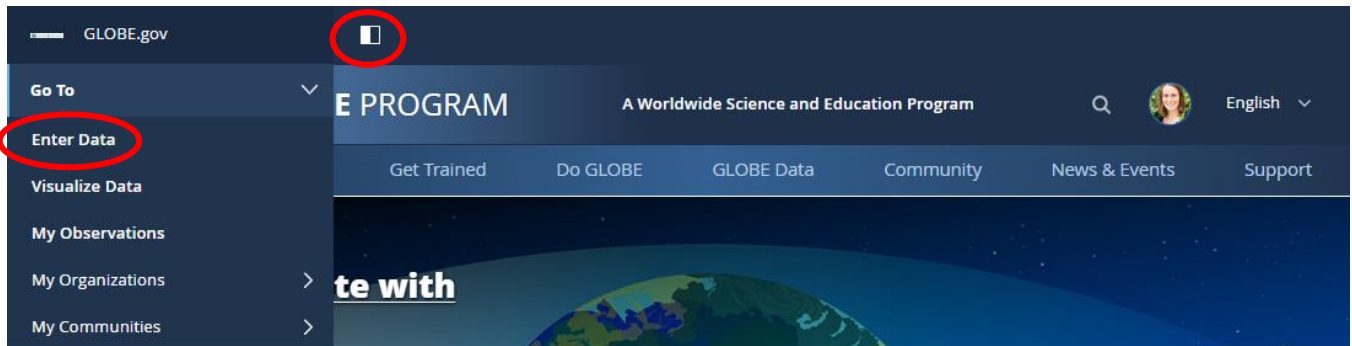 GLOBE.gov
Go To
Enter Data
Visualize Data
My Observations
My Organizations
My Communities
E PROGRAM
A Worldwide Science and Education Program
English
Get Trained
Do GLOBE
GLOBE Data
Community
News & Events
Support
te with